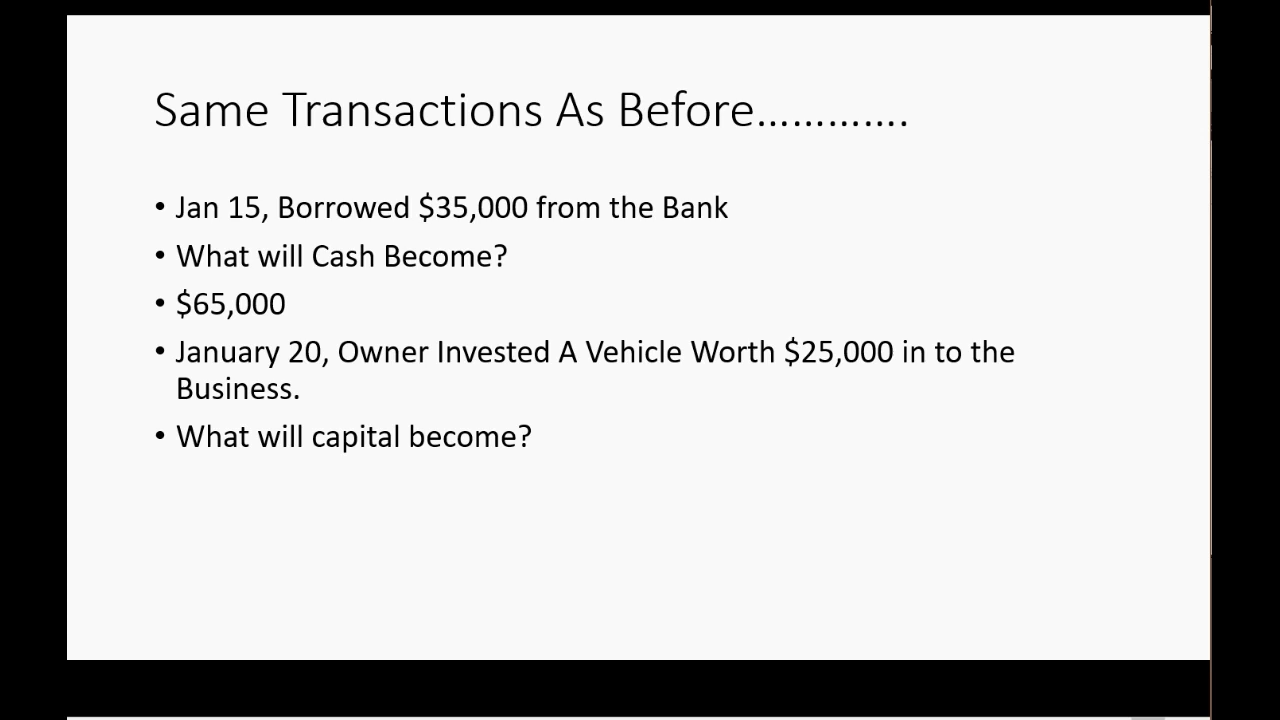 Same Transactions As Before………….
• Jan 15, Borrowed $35,000 from the Bank
• What will Cash Become?
• $65,000
• January 20, Owner Invested A Vehicle Worth $25,000 in to the
Business.
• What will capital become?